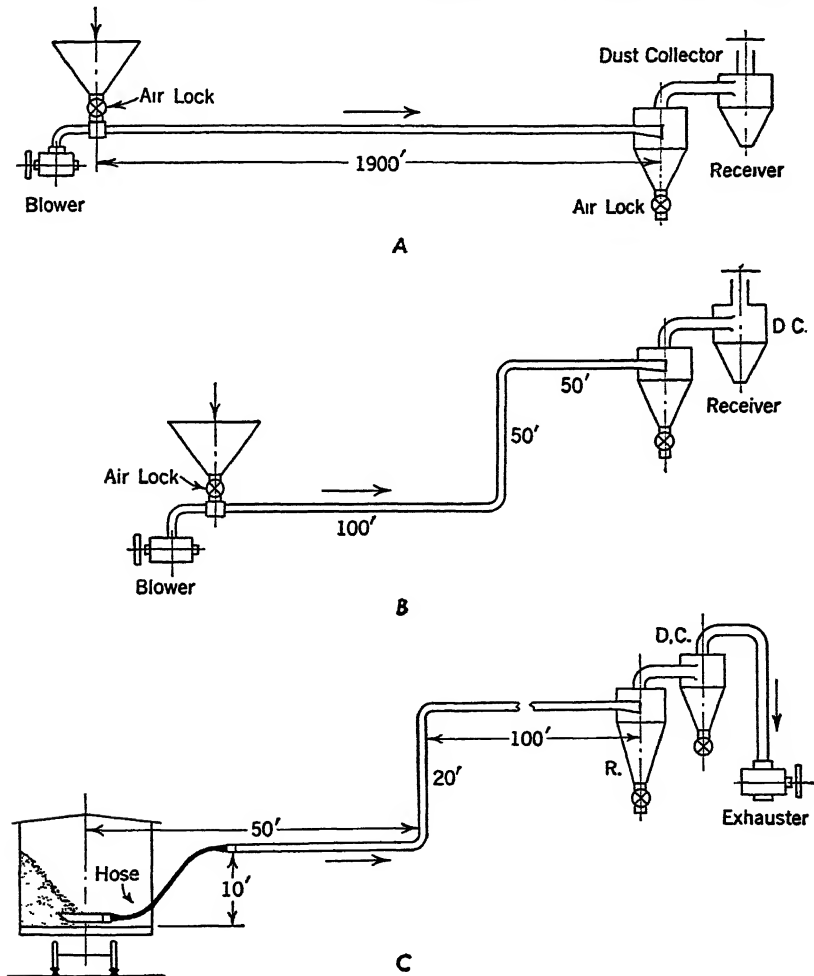 Dust Collector
Air Lock
1900'
Blower
Air Lock
Receiver
A
D C.
50'
50'
Receiver
Air Lock
100'
Blower
B
D.C.
100'
20'
R.
50'
Exhauster
Hose
10'
C